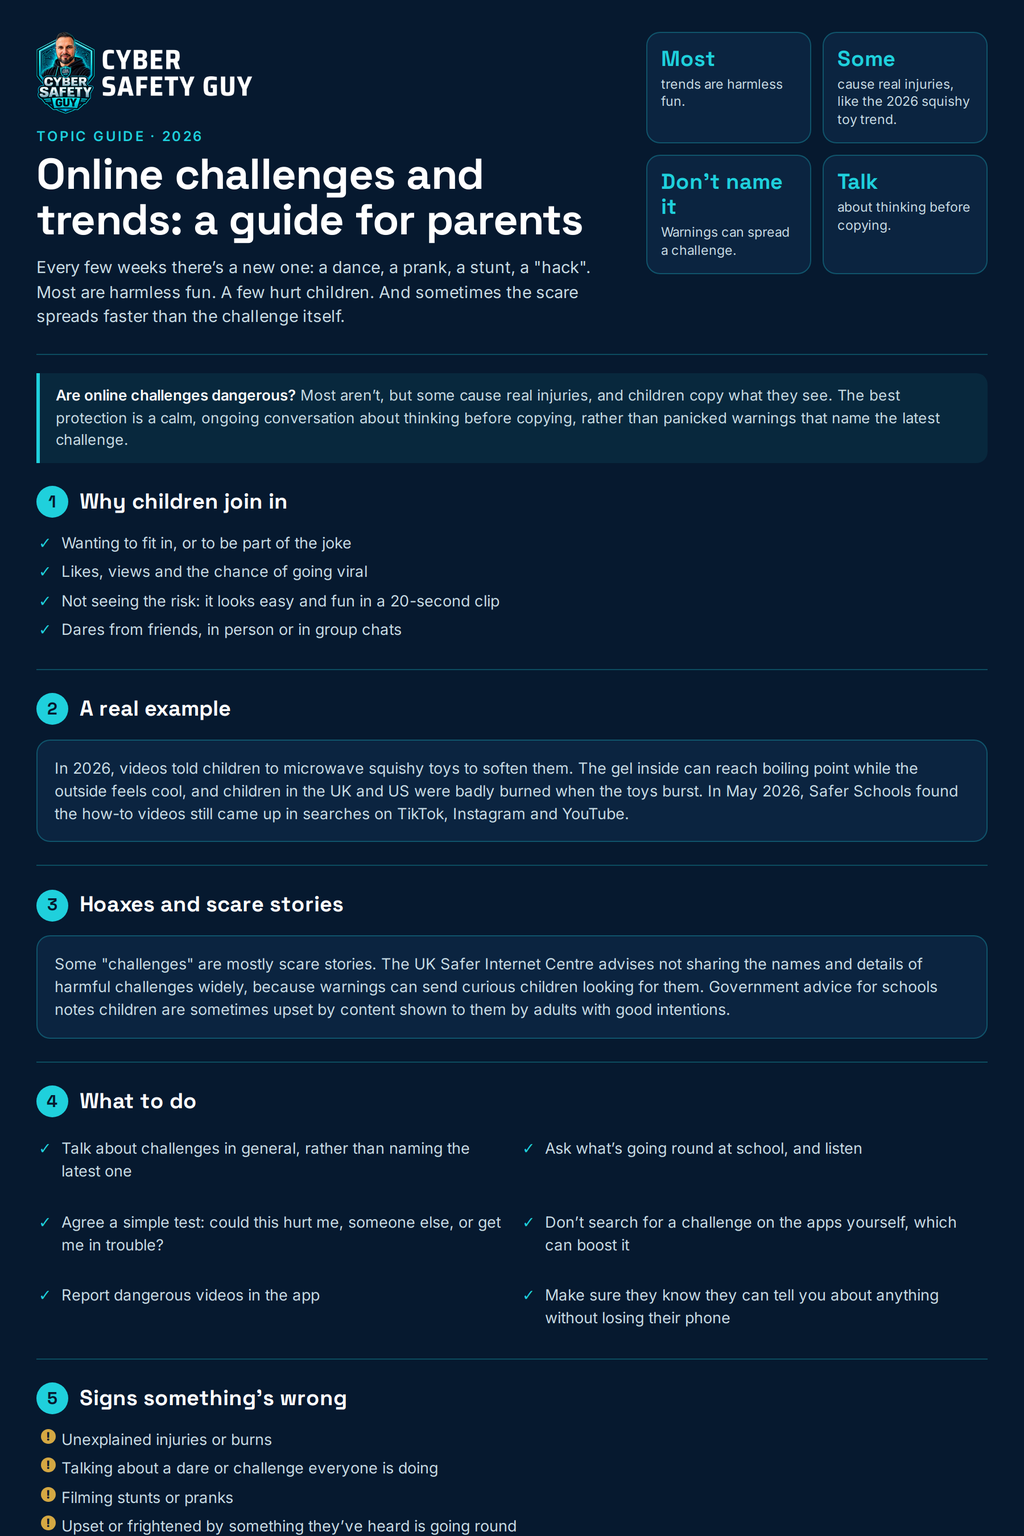 CYBER
SAFETY
GUY
CYBER
SAFETY GUY
TOPIC GUIDE · 2026
Online challenges and
trends: a guide for parents
Every few weeks there’s a new one: a dance, a prank, a stunt, a "hack".
Most are harmless fun. A few hurt children. And sometimes the scare
spreads faster than the challenge itself.
Most
trends are harmless
fun.
Some
cause real injuries,
like the 2026 squishy
toy trend.
Don’t name
it
Warnings can spread
a challenge.
Talk
about thinking before
copying.
Are online challenges dangerous? Most aren’t, but some cause real injuries, and children copy what they see. The best
protection is a calm, ongoing conversation about thinking before copying, rather than panicked warnings that name the latest
challenge.
1 Why children join in
✓ Wanting to fit in, or to be part of the joke
✓ Likes, views and the chance of going viral
✓ Not seeing the risk: it looks easy and fun in a 20-second clip
✓ Dares from friends, in person or in group chats
2 A real example
In 2026, videos told children to microwave squishy toys to soften them. The gel inside can reach boiling point while the
outside feels cool, and children in the UK and US were badly burned when the toys burst. In May 2026, Safer Schools found
the how-to videos still came up in searches on TikTok, Instagram and YouTube.
3 Hoaxes and scare stories
Some "challenges" are mostly scare stories. The UK Safer Internet Centre advises not sharing the names and details of
harmful challenges widely, because warnings can send curious children looking for them. Government advice for schools
notes children are sometimes upset by content shown to them by adults with good intentions.
4 What to do
✓ Talk about challenges in general, rather than naming the
latest one
✓ Ask what’s going round at school, and listen
✓ Agree a simple test: could this hurt me, someone else, or get
me in trouble?
✓ Don’t search for a challenge on the apps yourself, which
can boost it
✓ Report dangerous videos in the app
✓ Make sure they know they can tell you about anything
without losing their phone
5 Signs something’s wrong
! Unexplained injuries or burns
! Talking about a dare or challenge everyone is doing
! Filming stunts or pranks
! Upset or frightened by something they’ve heard is going round